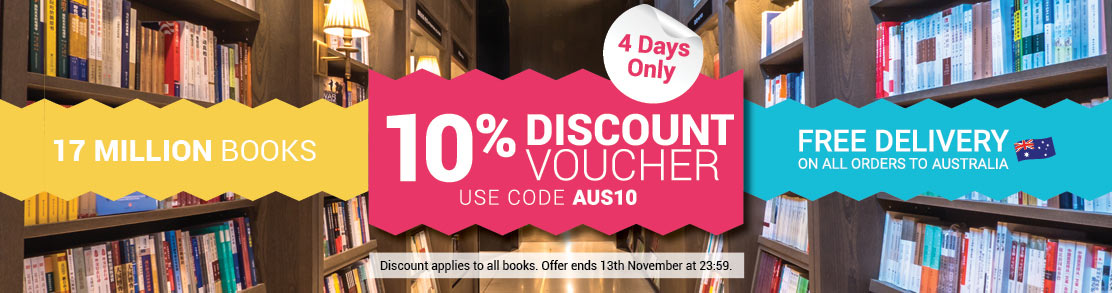 4 Days
Only
17 MILLION BOOKS
10% DISCOUNT
VOUCHER
USE CODE AUS10
FREE DELIVERY
ON ALL ORDERS TO AUSTRALIA
Discount applies to all books. Offer ends 13th November at 23:59.